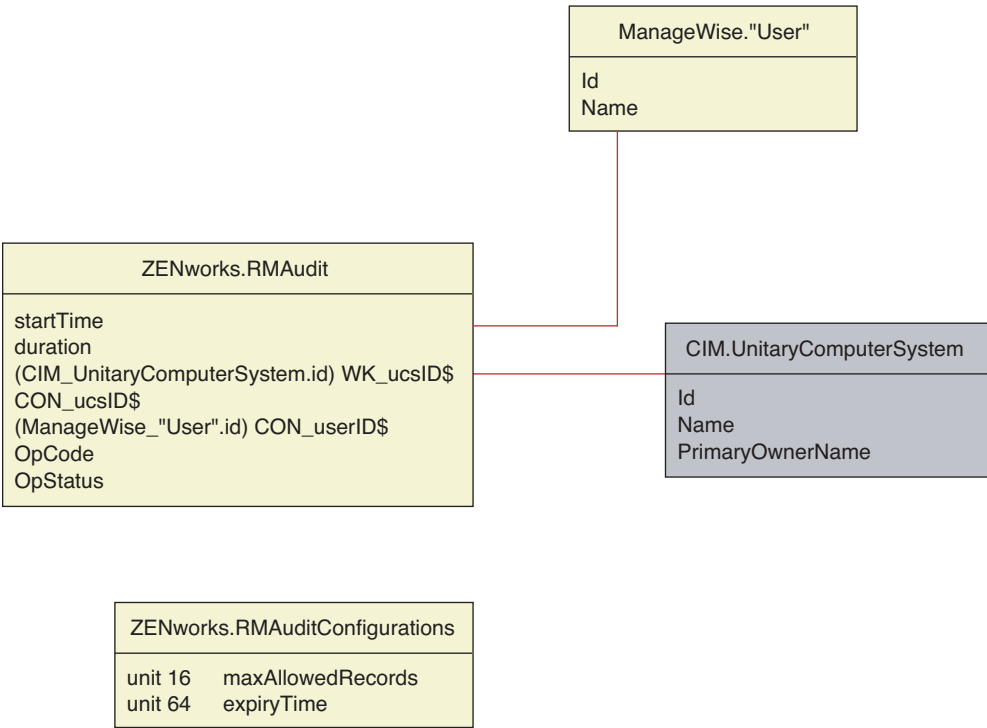 ManageWise."User"
Id
Name
ZENworks.RMAudit
startTime
duration
(CIM_UnitaryComputerSystem.id) WK_ucsID$
CON_ucsID$
(ManageWise_"User".id) CON_userID$
OpCode
OpStatus
CIM.UnitaryComputerSystem
Id
Name
PrimaryOwnerName
ZENworks.RMAuditConfigurations
unit 16 maxAllowedRecords
unit 64 expiryTime